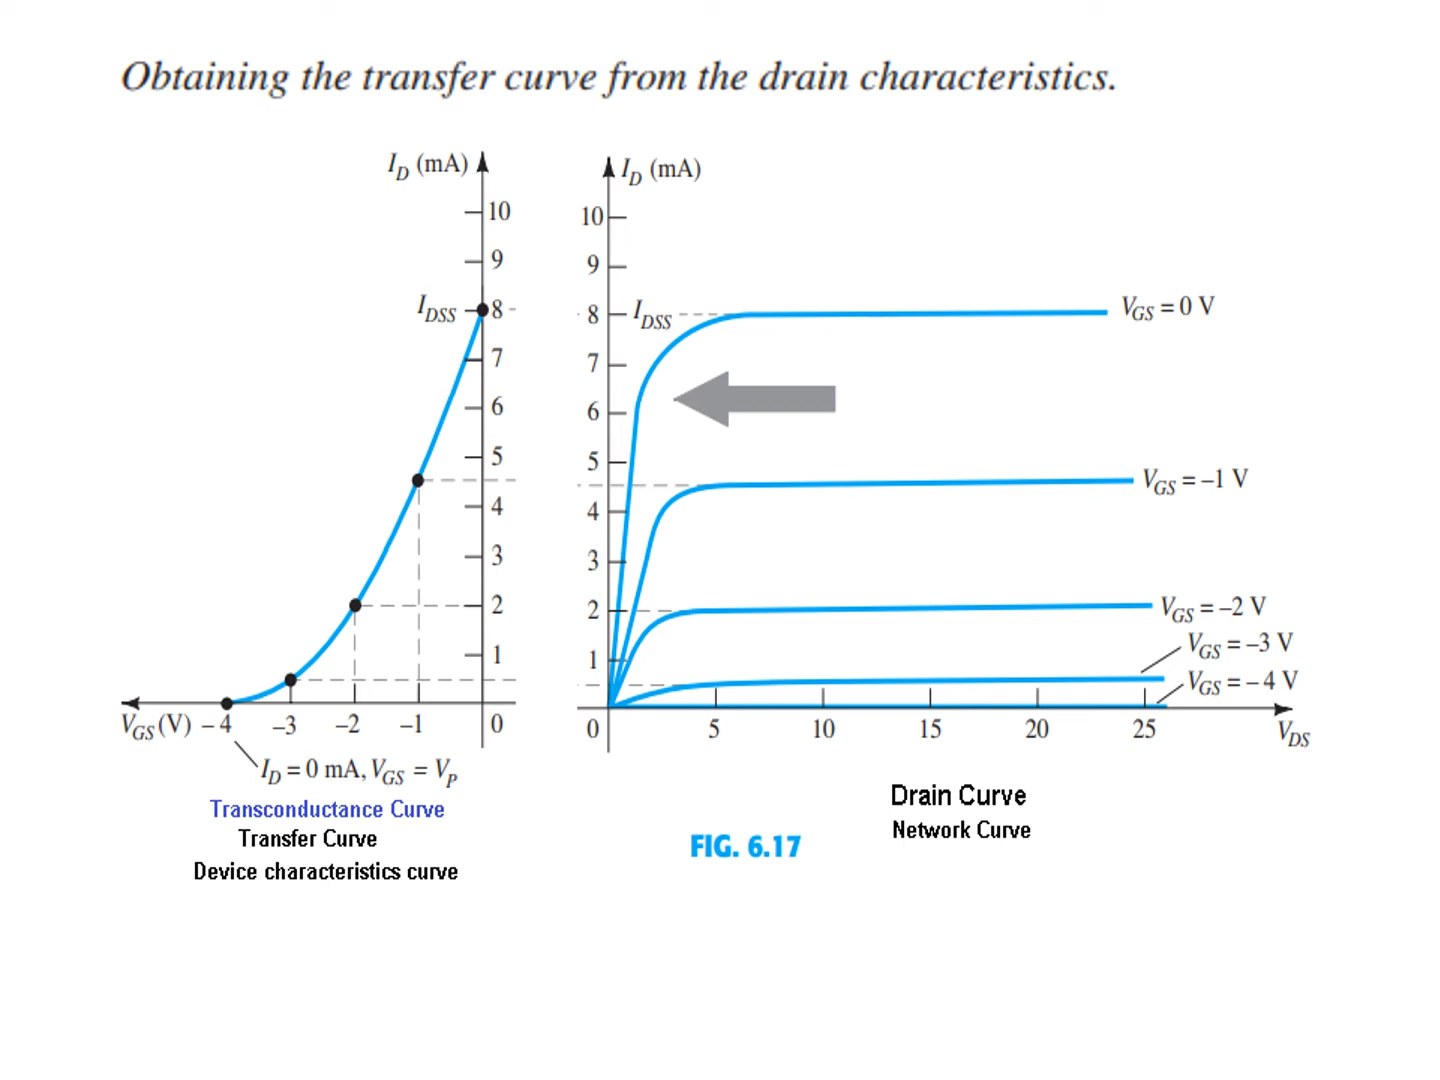 Obtaining the transfer curve from the drain characteristics.
I_D (mA)
10
9
I_DSS 8
7
6
5
4
3
2
1
V_GS (V) –4 –3 –2 –1 0
I_D = 0 mA, V_GS = V_P
Transconductance Curve
Transfer Curve
Device characteristics curve
I_D (mA)
10
9
8 I_DSS
7
6
5
4
3
2
1
0 5 10 15 20 25 V_DS
V_GS = 0 V
V_GS = –1 V
V_GS = –2 V
V_GS = –3 V
V_GS = – 4 V
Drain Curve
Network Curve
FIG. 6.17